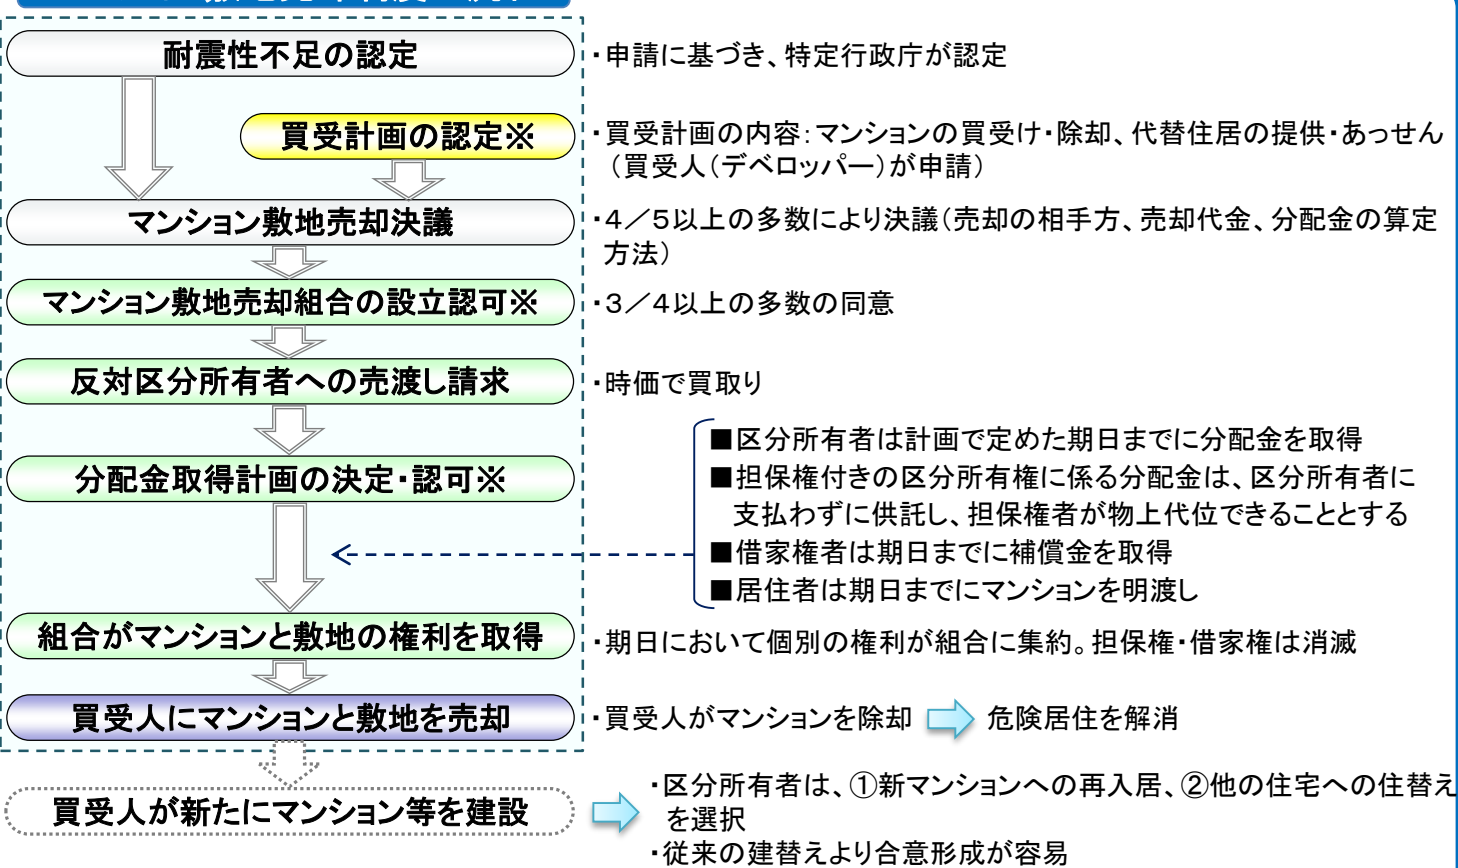 耐震性不足の認定
・申請に基づき、特定行政庁が認定
買受計画の認定※
・買受計画の内容：マンションの買受け・除却、代替住居の提供・あっせん
（買受人（デベロッパー）が申請）
マンション敷地売却決議
・４／５以上の多数により決議（売却の相手方、売却代金、分配金の算定
方法）
マンション敷地売却組合の設立認可※
・３／４以上の多数の同意
反対区分所有者への売渡し請求
・時価で買取り
分配金取得計画の決定・認可※
■区分所有者は計画で定めた期日までに分配金を取得
■担保権付きの区分所有権に係る分配金は、区分所有者に
支払わずに供託し、担保権者が物上代位できることとする
■借家権者は期日までに補償金を取得
■居住者は期日までにマンションを明渡し
組合がマンションと敷地の権利を取得
・期日において個別の権利が組合に集約。担保権・借家権は消滅
買受人にマンションと敷地を売却
・買受人がマンションを除却 危険居住を解消
買受人が新たにマンション等を建設
・区分所有者は、①新マンションへの再入居、②他の住宅への住替え
を選択
・従来の建替えより合意形成が容易